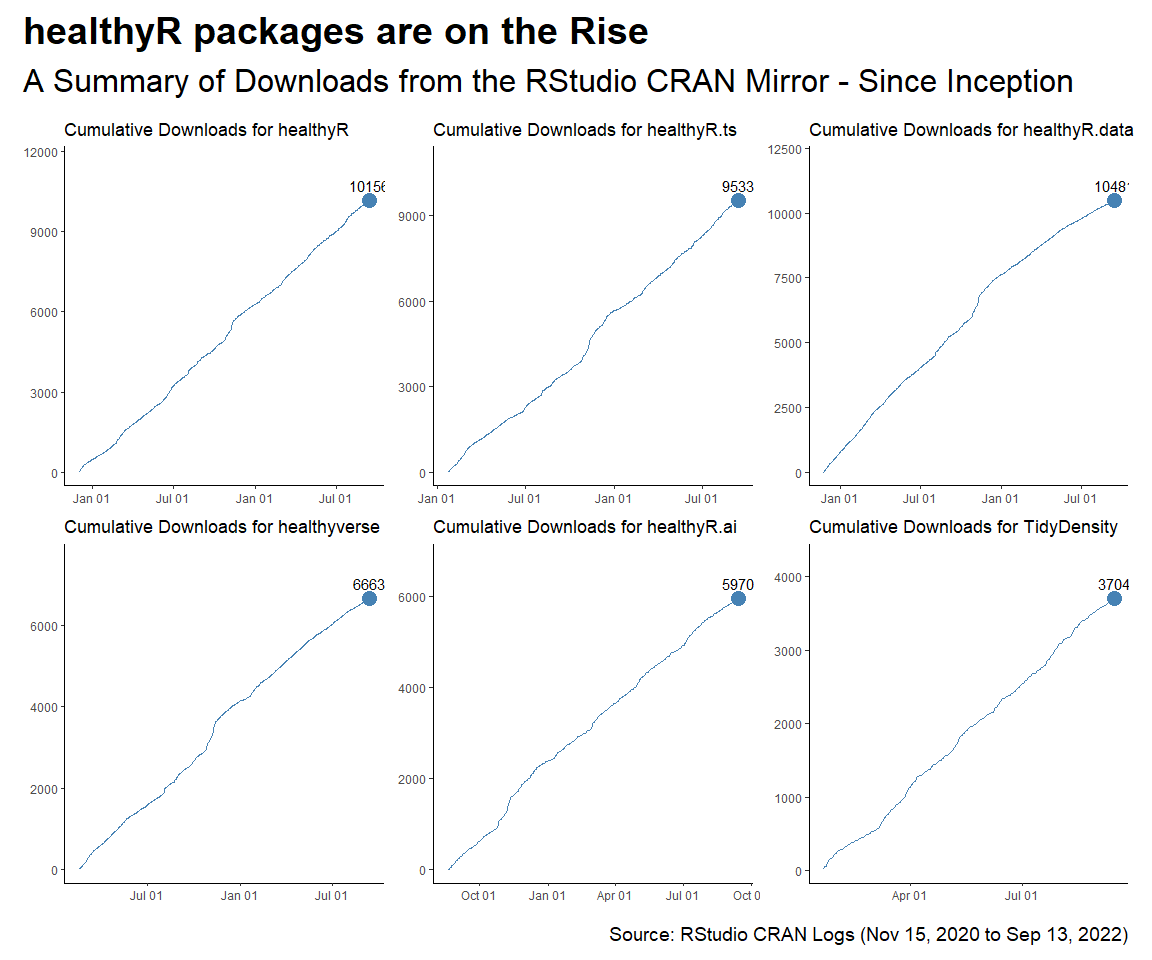 healthyR packages are on the Rise
A Summary of Downloads from the RStudio CRAN Mirror - Since Inception
Cumulative Downloads for healthyR
12000
9000
6000
3000
0
10156
Jan 01 Jul 01 Jan 01 Jul 01
Cumulative Downloads for healthyR.ts
9000
6000
3000
0
9533
Jan 01 Jul 01 Jan 01 Jul 01
Cumulative Downloads for healthyR.data
12500
10000
7500
5000
2500
0
10481
Jan 01 Jul 01 Jan 01 Jul 01
Cumulative Downloads for healthyverse
6000
4000
2000
0
6663
Jul 01 Jan 01 Jul 01
Cumulative Downloads for healthyR.ai
6000
4000
2000
0
5970
Oct 01 Jan 01 Apr 01 Jul 01 Oct 0
Cumulative Downloads for TidyDensity
4000
3000
2000
1000
0
3704
Apr 01 Jul 01
Source: RStudio CRAN Logs (Nov 15, 2020 to Sep 13, 2022)